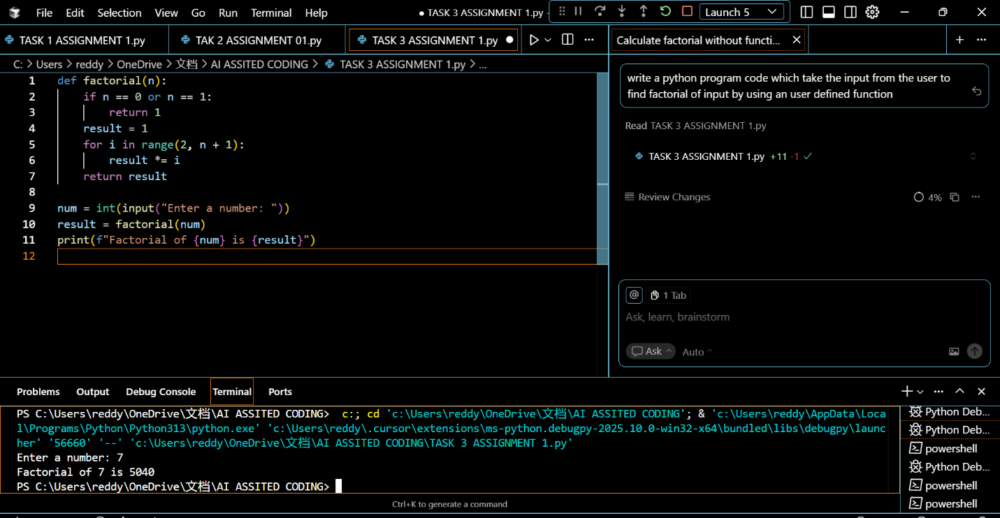 File Edit Selection View Go Run Terminal Help
● TASK 3 ASSIGNMENT 1.py -
Launch 5
TASK 1 ASSIGNMENT 1.py
TAK 2 ASSIGNMENT 01.py
TASK 3 ASSIGNMENT 1.py ●
Calculate factorial without functi...
C: > Users > reddy > OneDrive > 文档 > AI ASSITED CODING > TASK 3 ASSIGNMENT 1.py > ...
1 def factorial(n):
2     if n == 0 or n == 1:
3         return 1
4     result = 1
5     for i in range(2, n + 1):
6         result *= i
7     return result
8
9 num = int(input("Enter a number: "))
10 result = factorial(num)
11 print(f"Factorial of {num} is {result}")
12
write a python program code which take the input from the user to
find factorial of input by using an user defined function
Read TASK 3 ASSIGNMENT 1.py
TASK 3 ASSIGNMENT 1.py +11 -1 ✓
Review Changes
4%
@ 1 Tab
Ask, learn, brainstorm
Ask Auto
Problems Output Debug Console Terminal Ports
PS C:\Users\reddy\OneDrive\文档\AI ASSITED CODING>  c:; cd 'c:\Users\reddy\OneDrive\文档\AI ASSITED CODING'; & 'c:\Users\reddy\AppData\Loca
l\Programs\Python\Python313\python.exe' 'c:\Users\reddy\.cursor\extensions\ms-python.debugpy-2025.10.0-win32-x64\bundled\libs\debugpy\launc
her' '56660' '--' 'c:\Users\reddy\OneDrive\文档\AI ASSITED CODING\TASK 3 ASSIGNMENT 1.py'
Enter a number: 7
Factorial of 7 is 5040
PS C:\Users\reddy\OneDrive\文档\AI ASSITED CODING>
Ctrl+K to generate a command
Python Deb...
Python Deb...
powershell
Python Deb...
powershell
powershell